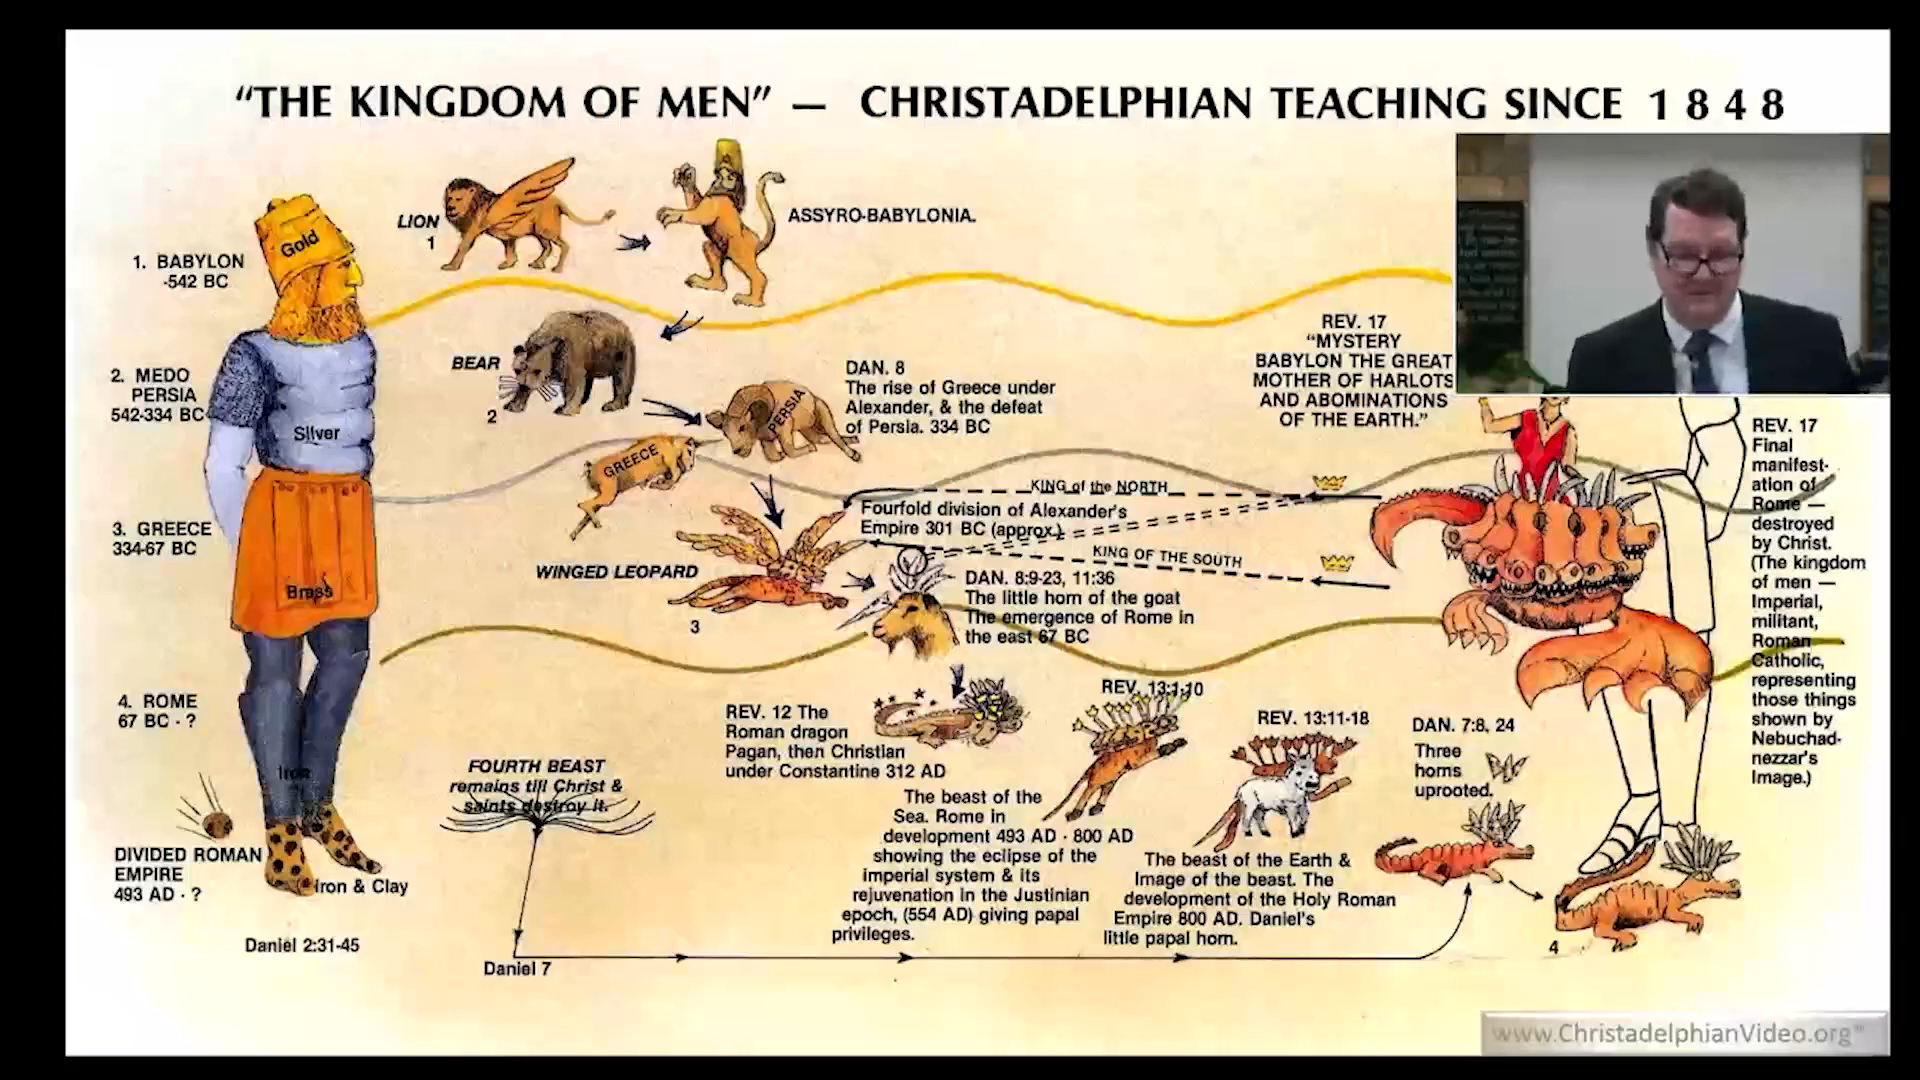 "THE KINGDOM OF MEN" — CHRISTADELPHIAN TEACHING SINCE 1 8 4 8
LION
1
ASSYRO-BABYLONIA.
Gold
1. BABYLON
-542 BC
REV. 17
"MYSTERY
BABYLON THE GREAT
MOTHER OF HARLOTS
AND ABOMINATIONS
OF THE EARTH."
BEAR
2
2. MEDO
PERSIA
542-334 BC
Silver
PERSIA
GREECE
DAN. 8
The rise of Greece under
Alexander, & the defeat
of Persia. 334 BC
KING of the NORTH
Fourfold division of Alexander's
Empire 301 BC (approx.)
KING OF THE SOUTH
3. GREECE
334-67 BC
Brass
WINGED LEOPARD
3
DAN. 8:9-23, 11:36
The little horn of the goat
The emergence of Rome in
the east 67 BC
REV. 17
Final
manifest-
ation of
Rome —
destroyed
by Christ.
(The kingdom
of men —
Imperial,
militant,
Roman
Catholic,
representing
those things
shown by
Nebuchad-
nezzar's
Image.)
4. ROME
67 BC - ?
Iron
REV. 12 The
Roman dragon
Pagan, then Christian
under Constantine 312 AD
REV. 13:1-10
REV. 13:11-18
DAN. 7:8, 24
Three
horns
uprooted.
FOURTH BEAST
remains till Christ &
saints destroy it.
The beast of the
Sea. Rome in
development 493 AD - 800 AD
showing the eclipse of the
imperial system & its
rejuvenation in the Justinian
epoch, (554 AD) giving papal
privileges.
The beast of the Earth &
Image of the beast. The
development of the Holy Roman
Empire 800 AD. Daniel's
little papal horn.
DIVIDED ROMAN
EMPIRE
493 AD - ?
Iron & Clay
4
Daniel 2:31-45
Daniel 7
www.ChristadelphianVideo.org™